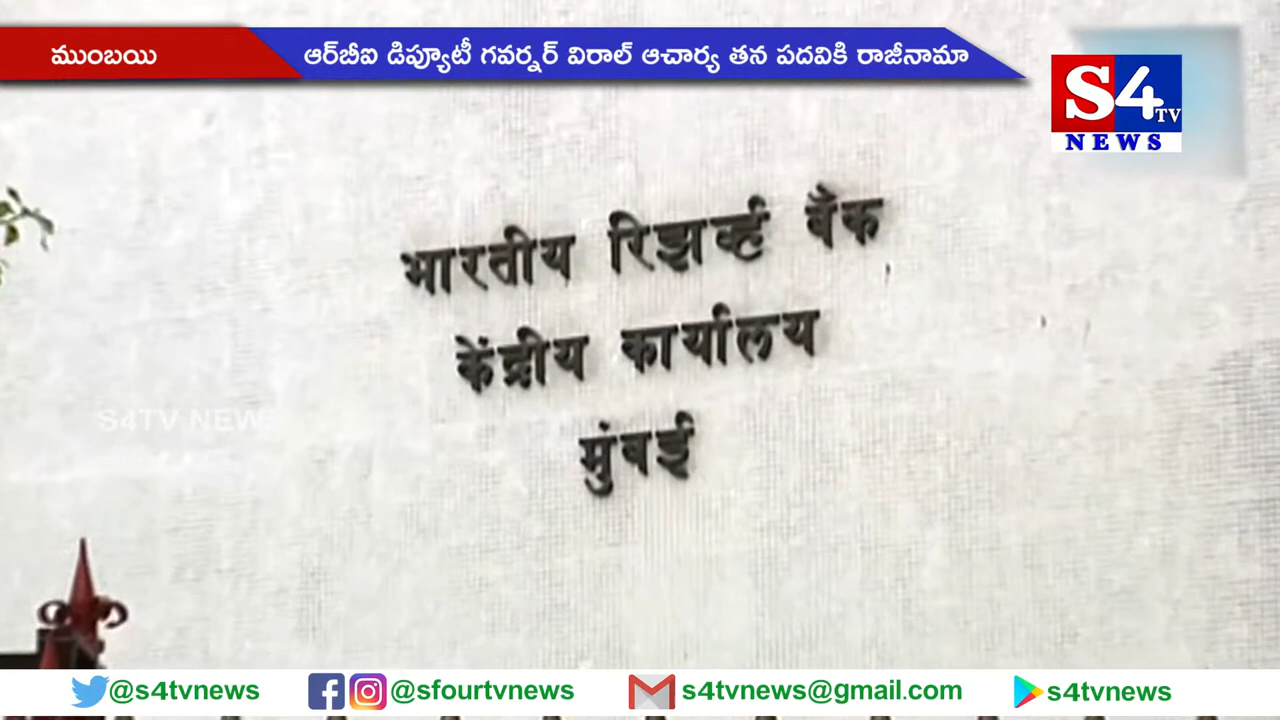 ముంబయి
ఆర్‌బీఐ డిప్యూటీ గవర్నర్ విరాల్ ఆచార్య తన పదవికి రాజీనామా
S4 TV
NEWS
भारतीय रिझर्व्ह बँक
केंद्रीय कार्यालय
मुंबई
S4TV NEWS
@s4tvnews
@sfourtvnews
s4tvnews@gmail.com
s4tvnews